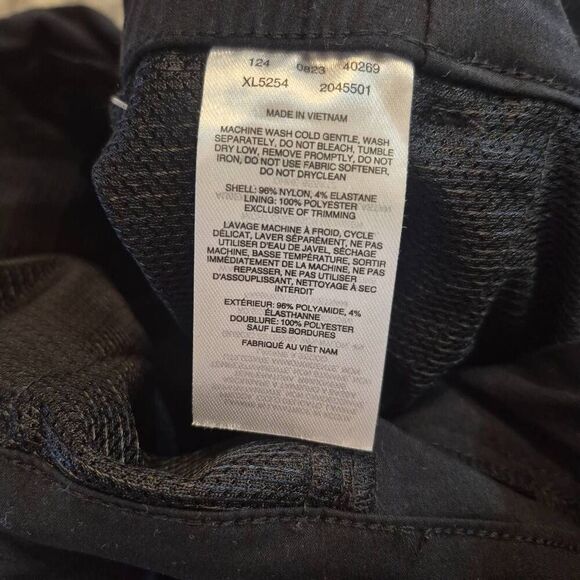 124 0823 40269
XL5254 2045501
MADE IN VIETNAM
MACHINE WASH COLD GENTLE, WASH
SEPARATELY, DO NOT BLEACH, TUMBLE
DRY LOW, REMOVE PROMPTLY, DO NOT
IRON, DO NOT USE FABRIC SOFTENER,
DO NOT DRYCLEAN
SHELL: 96% NYLON, 4% ELASTANE
LINING: 100% POLYESTER
EXCLUSIVE OF TRIMMING
LAVAGE MACHINE À FROID, CYCLE
DÉLICAT, LAVER SÉPARÉMENT, NE PAS
UTILISER D'EAU DE JAVEL, SÉCHAGE
MACHINE, BASSE TEMPÉRATURE, SORTIR
IMMÉDIATEMENT DE LA MACHINE, NE PAS
REPASSER, NE PAS UTILISER
D'ASSOUPLISSANT, NETTOYAGE À SEC
INTERDIT
EXTÉRIEUR: 96% POLYAMIDE, 4%
ÉLASTHANNE
DOUBLURE: 100% POLYESTER
SAUF LES BORDURES
FABRIQUÉ AU VIÊT NAM